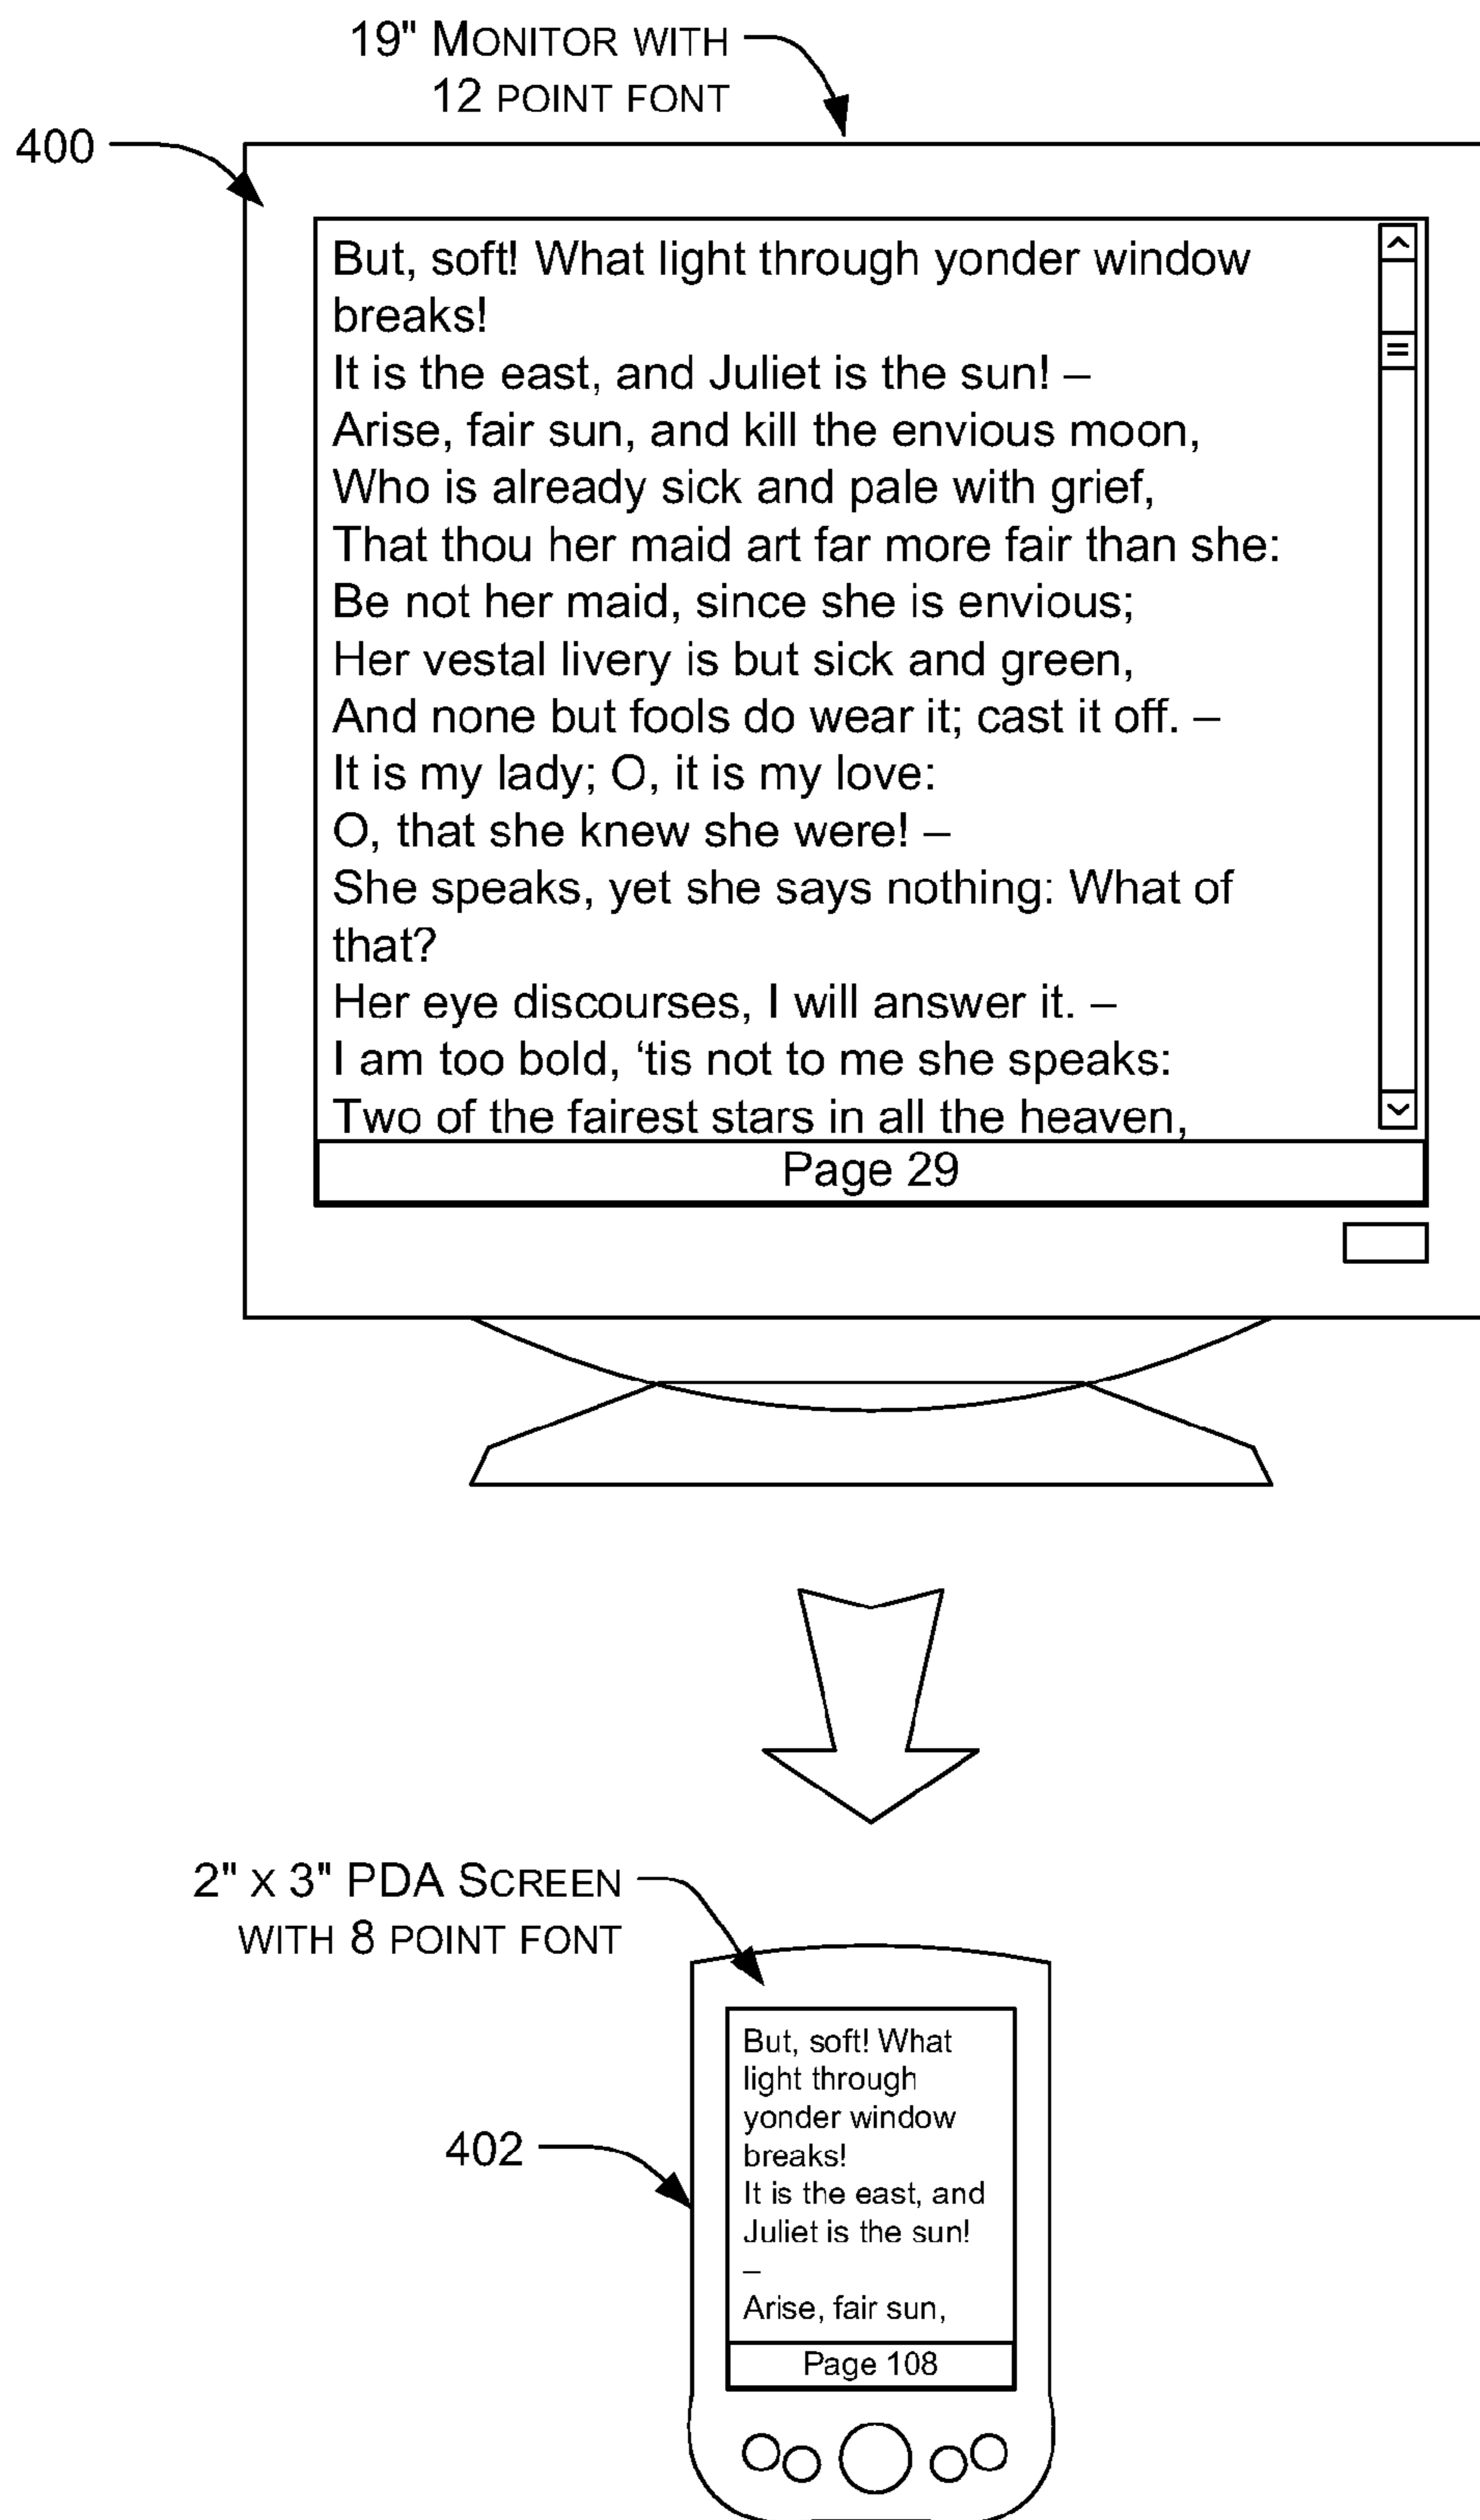 19" MONITOR WITH
12 POINT FONT
400
But, soft! What light through yonder window
breaks!
It is the east, and Juliet is the sun! –
Arise, fair sun, and kill the envious moon,
Who is already sick and pale with grief,
That thou her maid art far more fair than she:
Be not her maid, since she is envious;
Her vestal livery is but sick and green,
And none but fools do wear it; cast it off. –
It is my lady; O, it is my love:
O, that she knew she were! –
She speaks, yet she says nothing: What of
that?
Her eye discourses, I will answer it. –
I am too bold, ‘tis not to me she speaks:
Two of the fairest stars in all the heaven,
Page 29
2" X 3" PDA SCREEN
WITH 8 POINT FONT
402
But, soft! What
light through
yonder window
breaks!
It is the east, and
Juliet is the sun!
–
Arise, fair sun,
Page 108